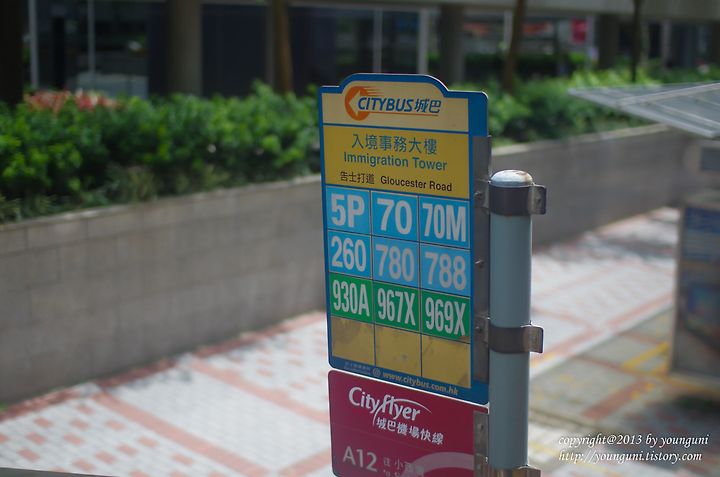 CITYBUS城巴
入境事務大樓
Immigration Tower
告士打道 Gloucester Road
5P 70 70M
260 780 788
930A 967X 969X
@ www.citybus.com.hk
Cityflyer
城巴機場快線
A12 往
copyright@2013 by younguni
http://younguni.tistory.com